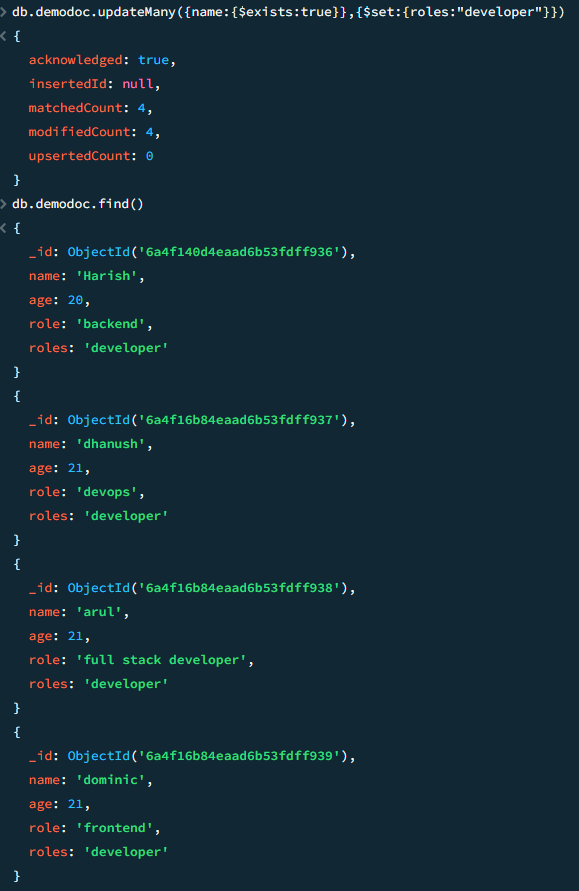 > db.demodoc.updateMany({name:{$exists:true}},{$set:{roles:"developer"}})
< {
acknowledged: true,
insertedId: null,
matchedCount: 4,
modifiedCount: 4,
upsertedCount: 0
}
> db.demodoc.find()
< {
_id: ObjectId('6a4f140d4eaad6b53fdff936'),
name: 'Harish',
age: 20,
role: 'backend',
roles: 'developer'
}
{
_id: ObjectId('6a4f16b84eaad6b53fdff937'),
name: 'dhanush',
age: 21,
role: 'devops',
roles: 'developer'
}
{
_id: ObjectId('6a4f16b84eaad6b53fdff938'),
name: 'arul',
age: 21,
role: 'full stack developer',
roles: 'developer'
}
{
_id: ObjectId('6a4f16b84eaad6b53fdff939'),
name: 'dominic',
age: 21,
role: 'frontend',
roles: 'developer'
}